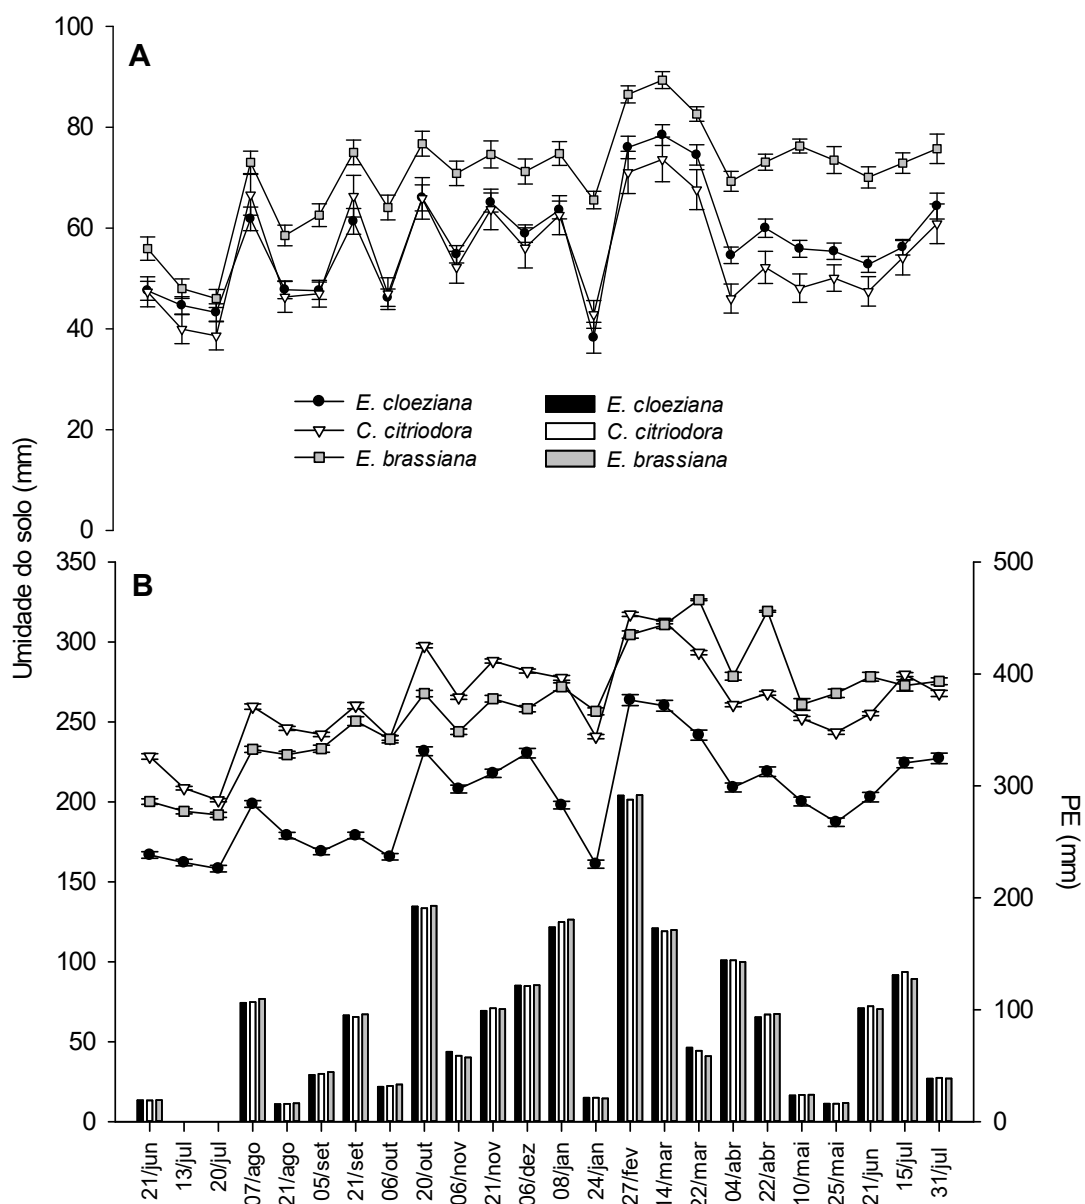 100
A
80
60
40
20
0
E. cloeziana
C. citriodora
E. brassiana
E. cloeziana
C. citriodora
E. brassiana
Umidade do solo (mm)
350
300
250
200
150
100
50
0
B
500
400
300
200
100
0
PE (mm)
21/jun
13/jul
20/jul
07/ago
21/ago
05/set
21/set
06/out
20/out
06/nov
21/nov
06/dez
08/jan
24/jan
27/fev
14/mar
22/mar
04/abr
22/abr
10/mai
25/mai
21/jun
15/jul
31/jul